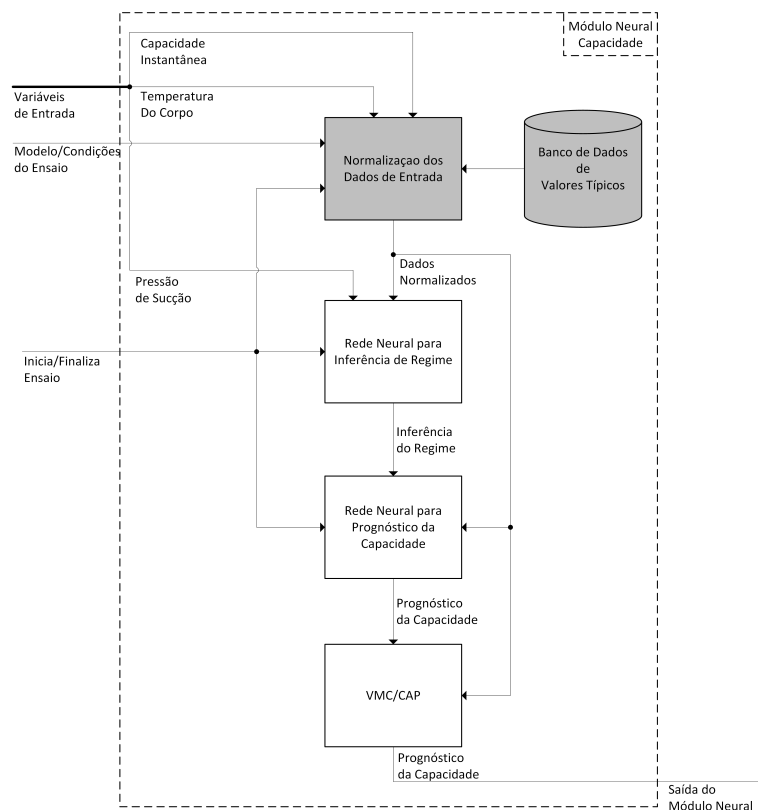 Módulo Neural
Capacidade
Capacidade
Instantânea
Variáveis
de Entrada
Temperatura
Do Corpo
Modelo/Condições
do Ensaio
Normalizaçao dos
Dados de Entrada
Banco de Dados
de
Valores Típicos
Dados
Normalizados
Pressão
de Sucção
Inicia/Finaliza
Ensaio
Rede Neural para
Inferência de Regime
Inferência
do Regime
Rede Neural para
Prognóstico da
Capacidade
Prognóstico
da Capacidade
VMC/CAP
Prognóstico
da Capacidade
Saída do
Módulo Neural